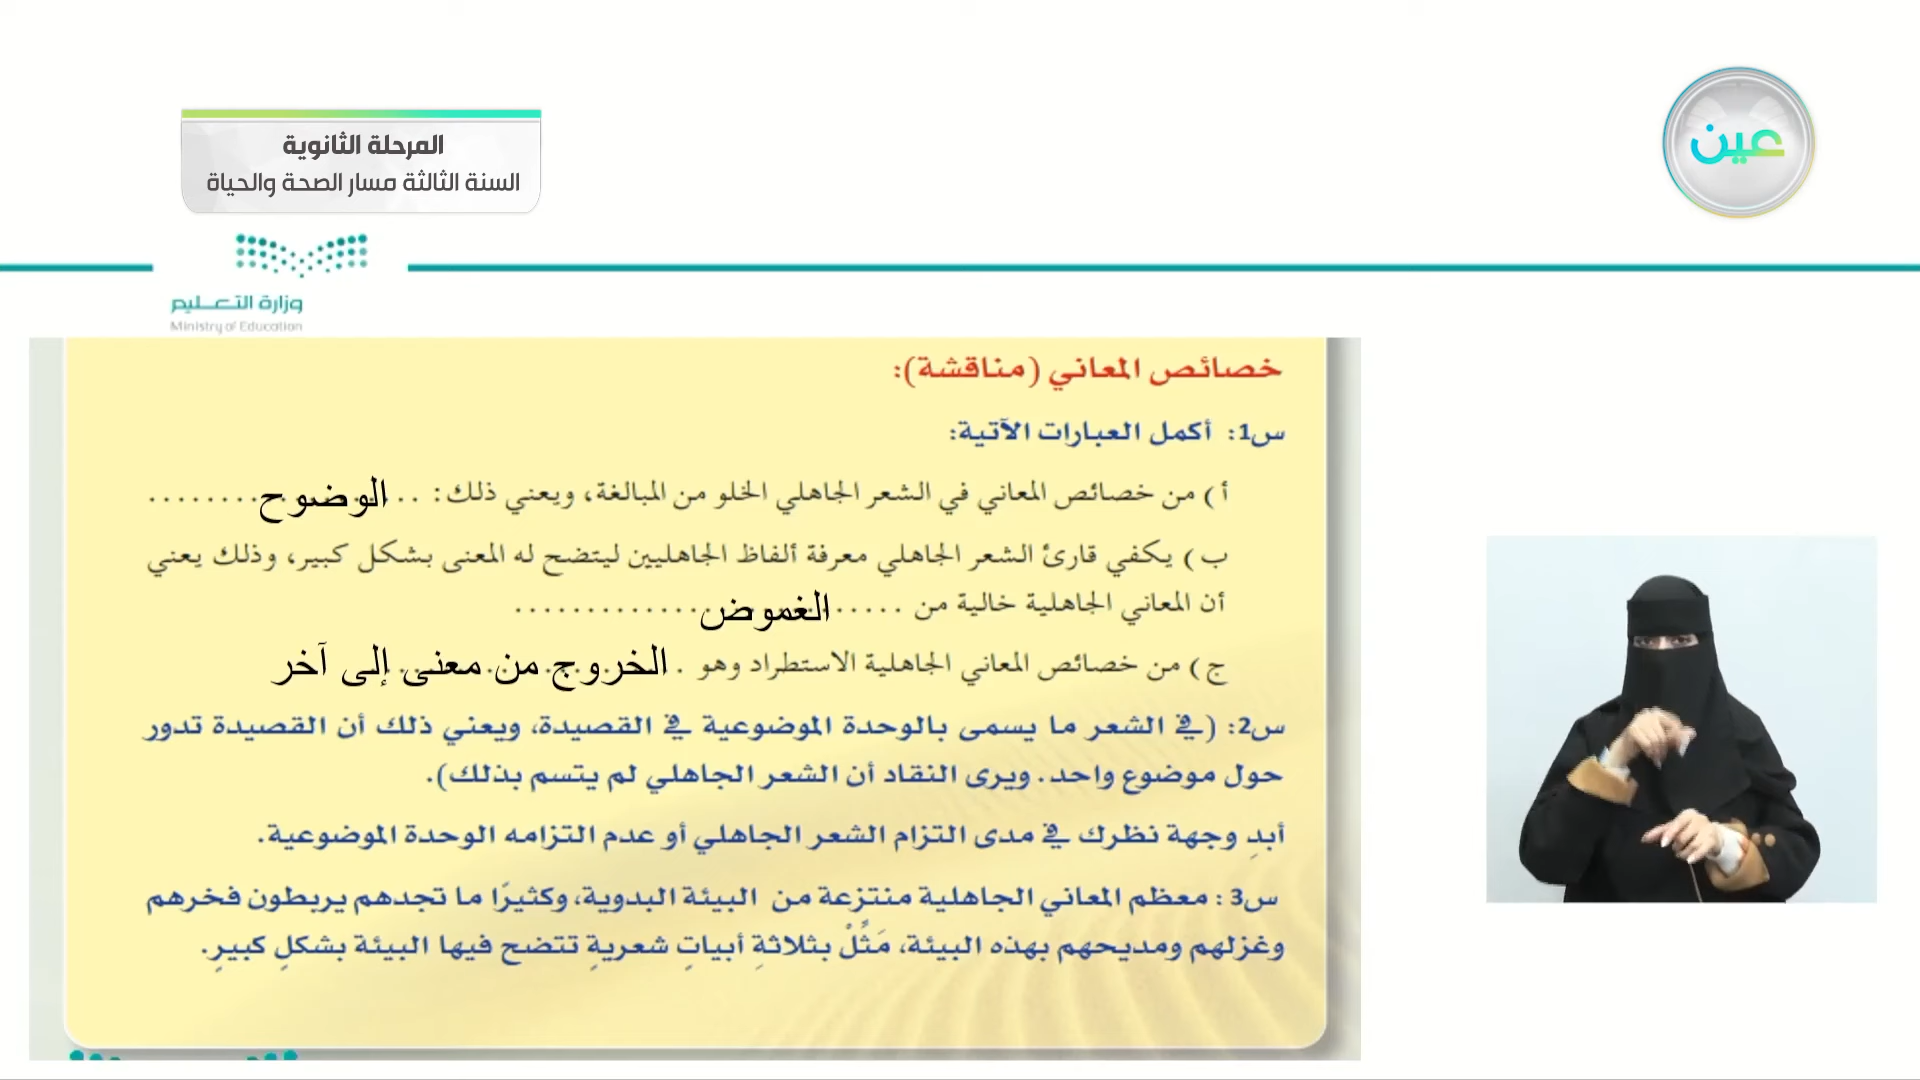 المرحلة الثانوية
السنة الثالثة مسار الصحة والحياة
عين
وزارة التعليم
Ministry of Education
خصائص المعاني (مناقشة):
س1: أكمل العبارات الآتية:
أ) من خصائص المعاني في الشعر الجاهلي الخلو من المبالغة، ويعني ذلك: .. الوضوح .........
ب) يكفي قارئ الشعر الجاهلي معرفة ألفاظ الجاهليين ليتضح له المعنى بشكل كبير، وذلك يعني
أن المعاني الجاهلية خالية من .... الغموض .............
ج) من خصائص المعاني الجاهلية الاستطراد وهو . الخروج من معنى إلى آخر
س2: (في الشعر ما يسمى بالوحدة الموضوعية في القصيدة، ويعني ذلك أن القصيدة تدور
حول موضوع واحد. ويرى النقاد أن الشعر الجاهلي لم يتسم بذلك).
أبدِ وجهة نظرك في مدى التزام الشعر الجاهلي أو عدم التزامه الوحدة الموضوعية.
س3: معظم المعاني الجاهلية منتزعة من البيئة البدوية، وكثيرًا ما تجدهم يربطون فخرهم
وغزلهم ومديحهم بهذه البيئة، مَثِّلْ بثلاثةِ أبياتٍ شعريةٍ تتضح فيها البيئة بشكلٍ كبيرٍ.